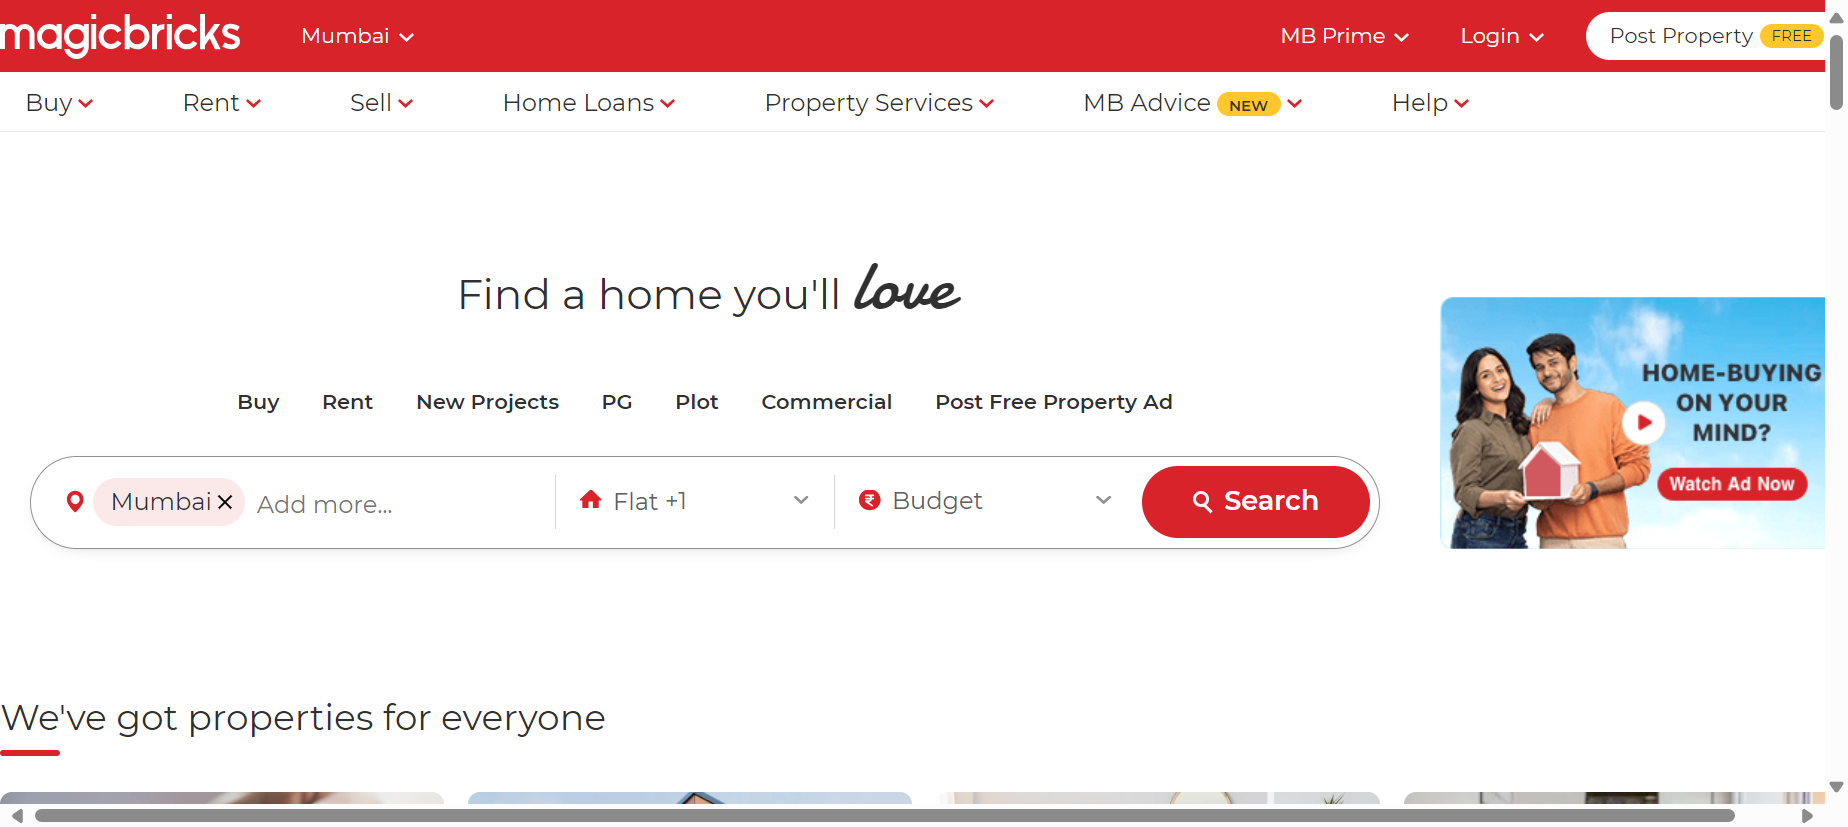 magicbricks
Mumbai
MB Prime
Login
Post Property FREE
Buy
Rent
Sell
Home Loans
Property Services
MB Advice NEW
Help
Find a home you'll love
Buy
Rent
New Projects
PG
Plot
Commercial
Post Free Property Ad
Mumbai
Add more...
Flat +1
Budget
Search
HOME-BUYING
ON YOUR
MIND?
Watch Ad Now
We've got properties for everyone